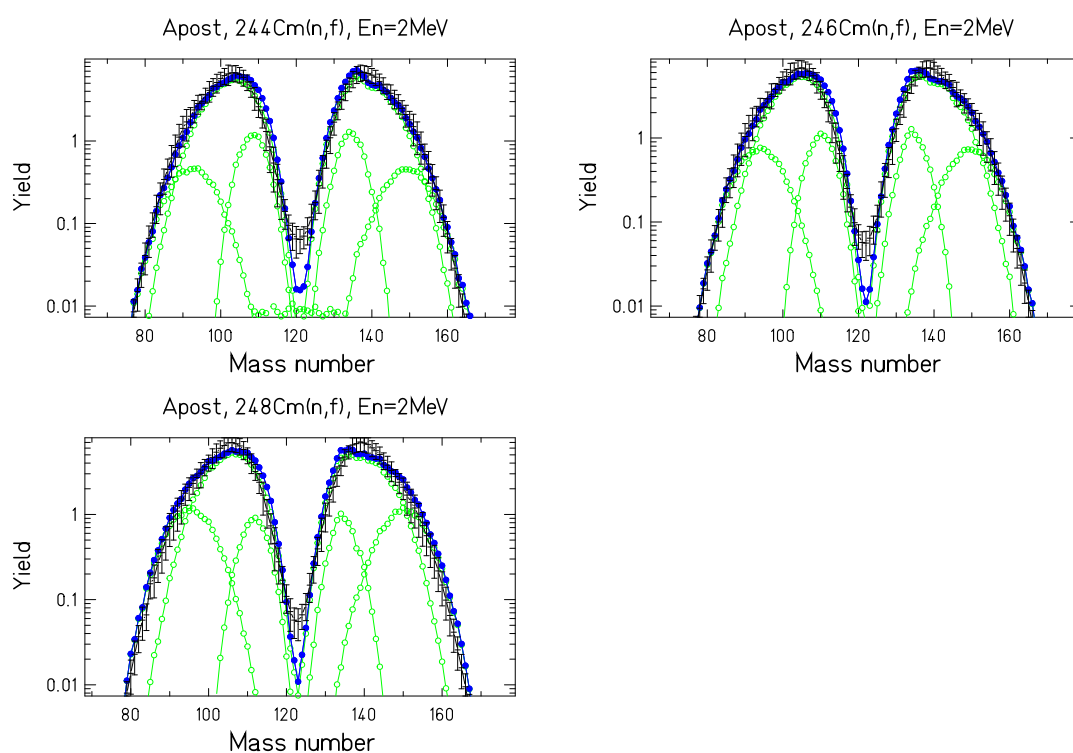 Apost, 244Cm(n,f), En=2MeV
Yield
1
0.1
0.01
80 100 120 140 160
Mass number
Apost, 246Cm(n,f), En=2MeV
Yield
1
0.1
0.01
80 100 120 140 160
Mass number
Apost, 248Cm(n,f), En=2MeV
Yield
1
0.1
0.01
80 100 120 140 160
Mass number